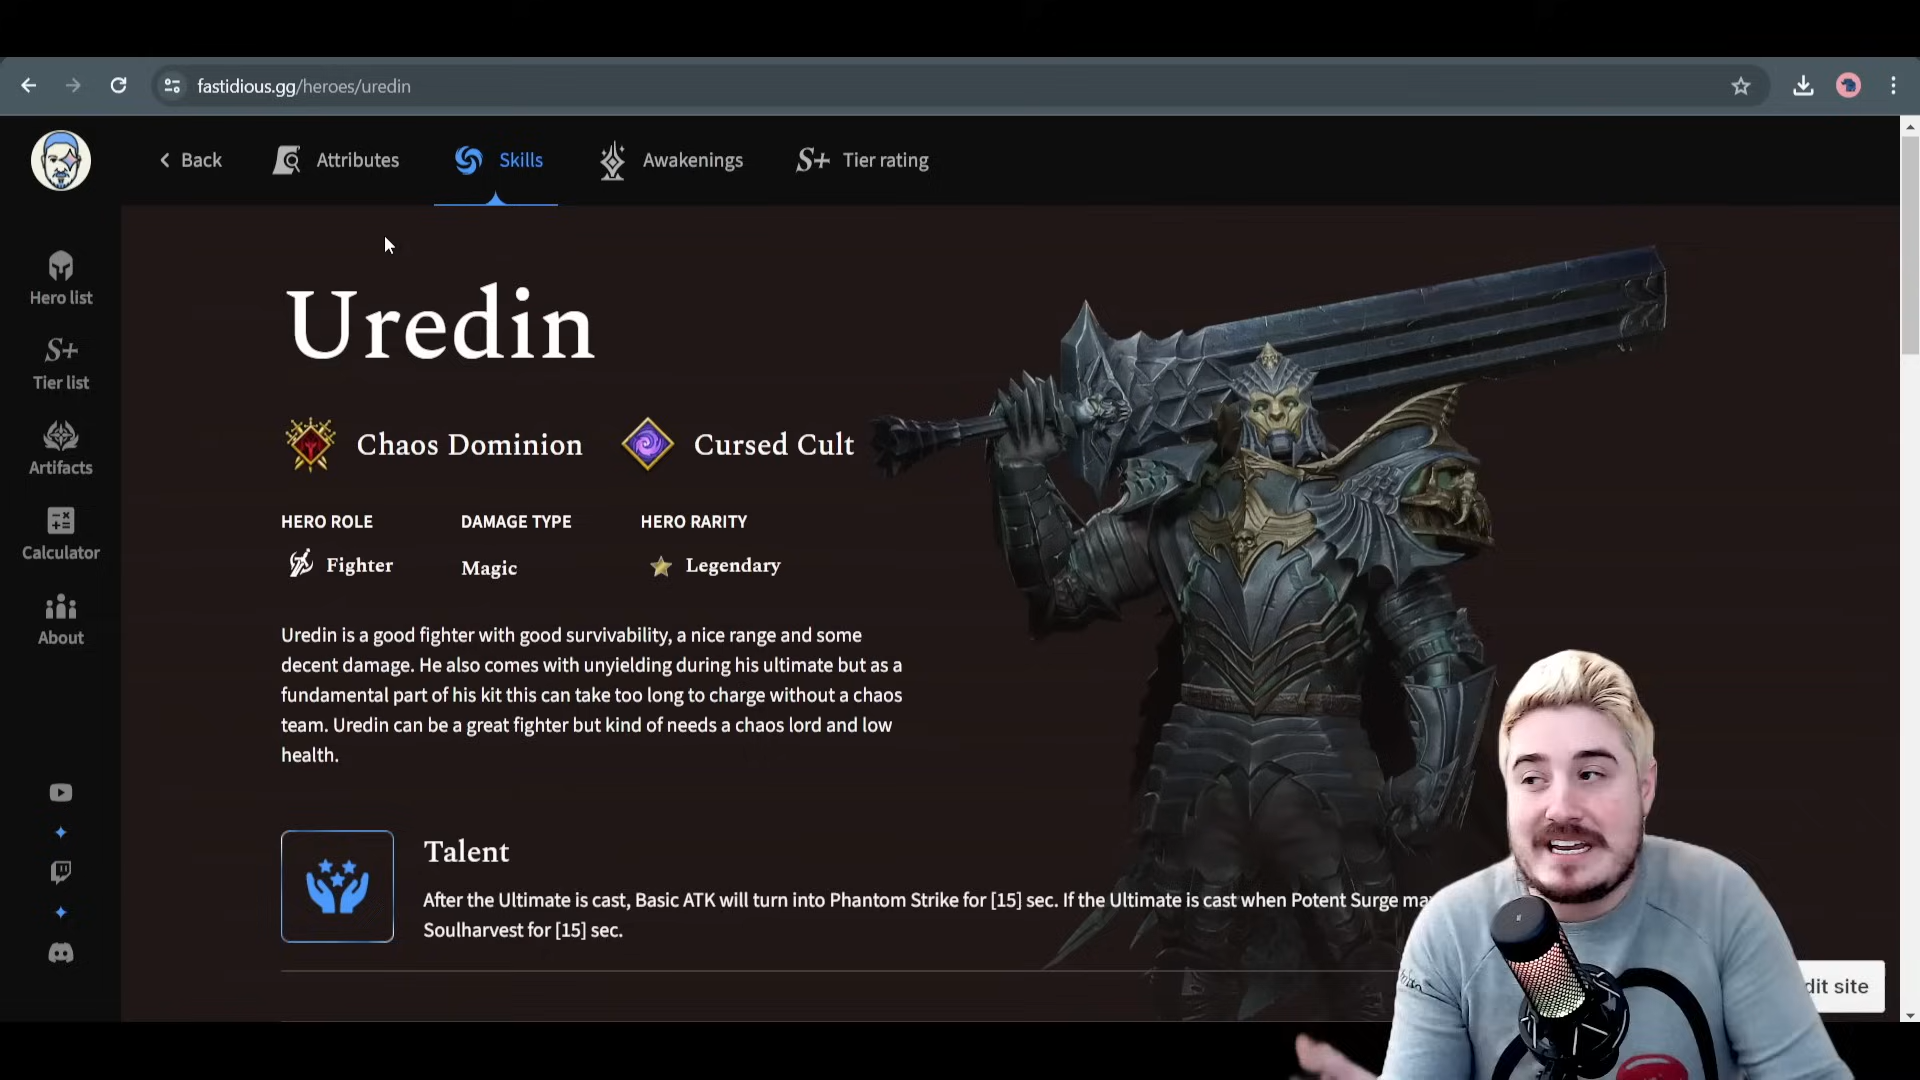 fastidious.gg/heroes/uredin
Back
Attributes
Skills
S+
Awakenings
Tier rating
Hero list
S+
Tier list
Artifacts
Calculator
About
Uredin
Chaos Dominion
Cursed Cult
HERO ROLE
DAMAGE TYPE
HERO RARITY
Fighter
Magic
Legendary
Uredin is a good fighter with good survivability, a nice range and some
decent damage. He also comes with unyielding during his ultimate but as a
fundamental part of his kit this can take too long to charge without a chaos
team. Uredin can be a great fighter but kind of needs a chaos lord and low
health.
Talent
After the Ultimate is cast, Basic ATK will turn into Phantom Strike for [15] sec. If the Ultimate is cast when Potent Surge ma
Soulharvest for [15] sec.
dit site